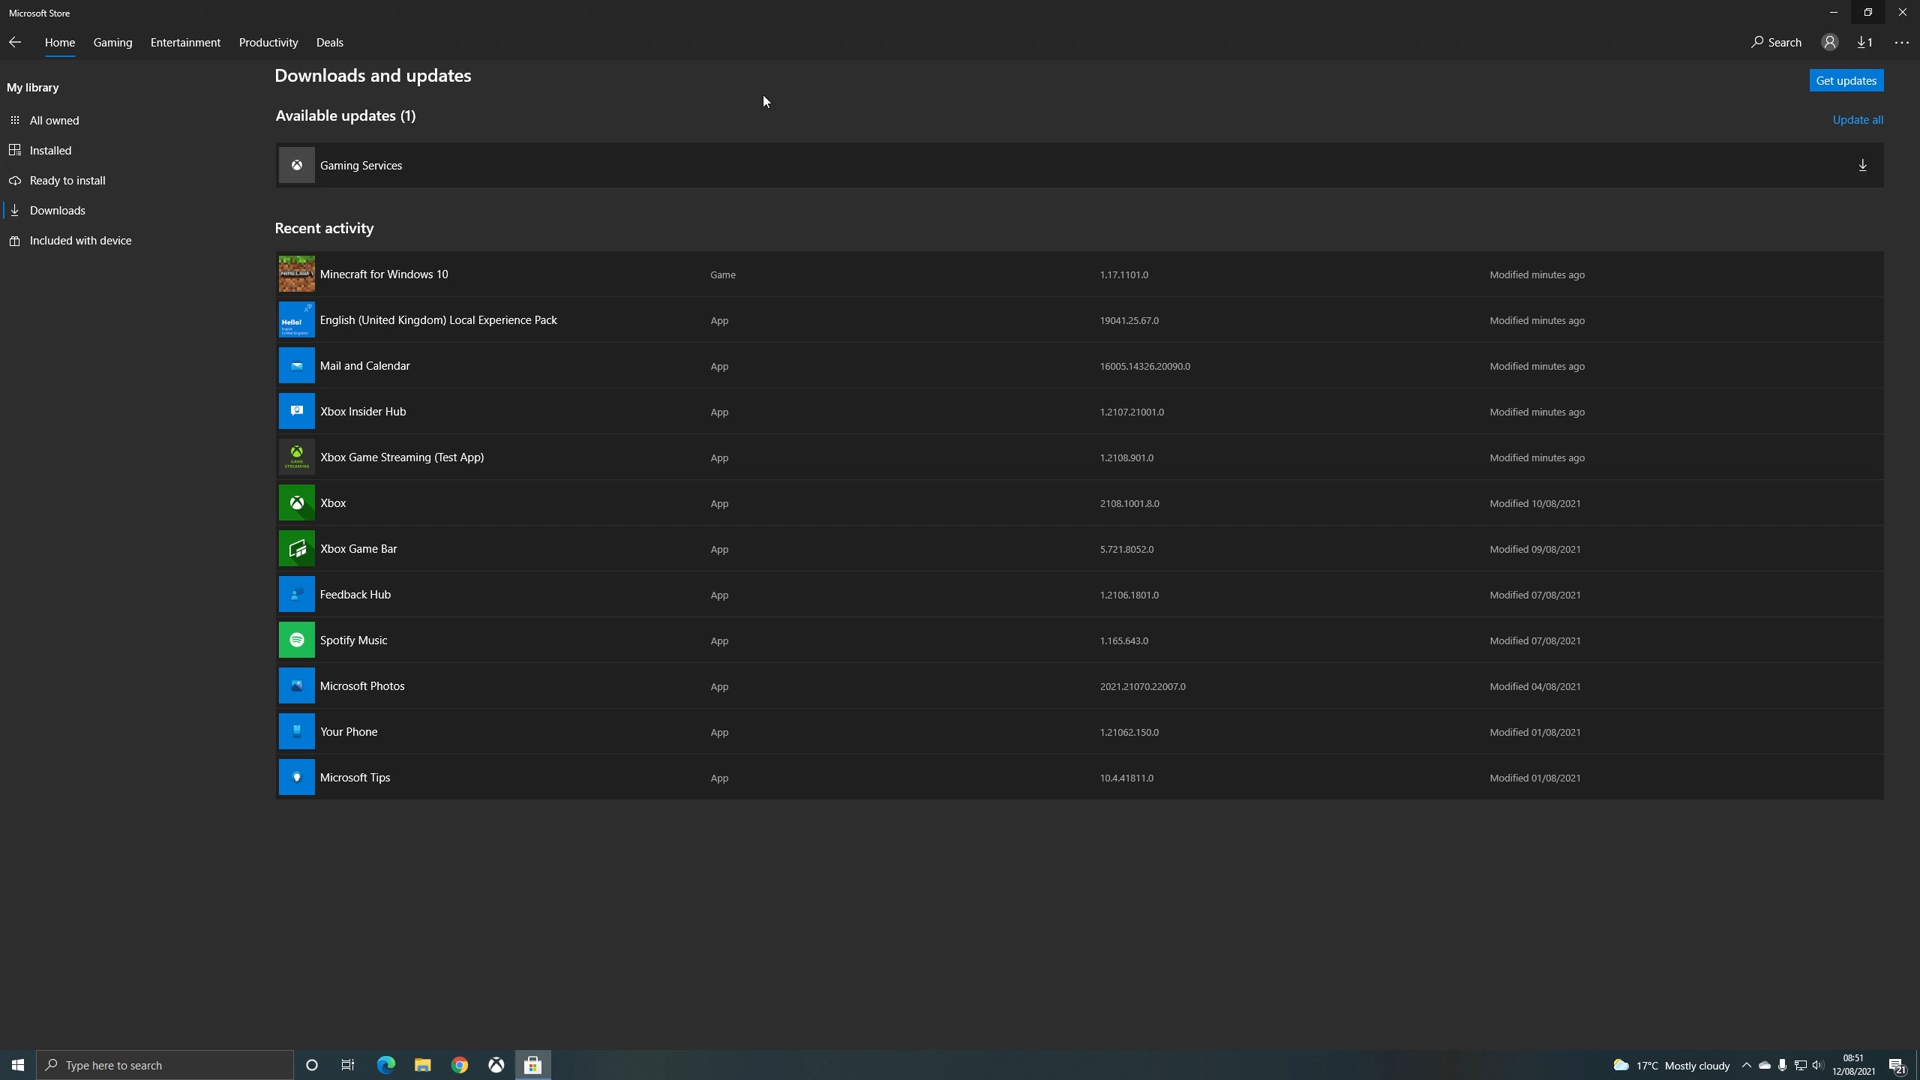 Microsoft Store
Home Gaming Entertainment Productivity Deals
Search 1
My library
All owned
Installed
Ready to install
Downloads
Included with device
Downloads and updates
Get updates
Available updates (1)
Update all
Gaming Services
Recent activity
Minecraft for Windows 10 Game 1.17.1101.0 Modified minutes ago
English (United Kingdom) Local Experience Pack App 19041.25.67.0 Modified minutes ago
Mail and Calendar App 16005.14326.20090.0 Modified minutes ago
Xbox Insider Hub App 1.2107.21001.0 Modified minutes ago
Xbox Game Streaming (Test App) App 1.2108.901.0 Modified minutes ago
Xbox App 2108.1001.8.0 Modified 10/08/2021
Xbox Game Bar App 5.721.8052.0 Modified 09/08/2021
Feedback Hub App 1.2106.1801.0 Modified 07/08/2021
Spotify Music App 1.165.643.0 Modified 07/08/2021
Microsoft Photos App 2021.21070.22007.0 Modified 04/08/2021
Your Phone App 1.21062.150.0 Modified 01/08/2021
Microsoft Tips App 10.4.41811.0 Modified 01/08/2021
Type here to search
17°C Mostly cloudy
08:51
12/08/2021
21